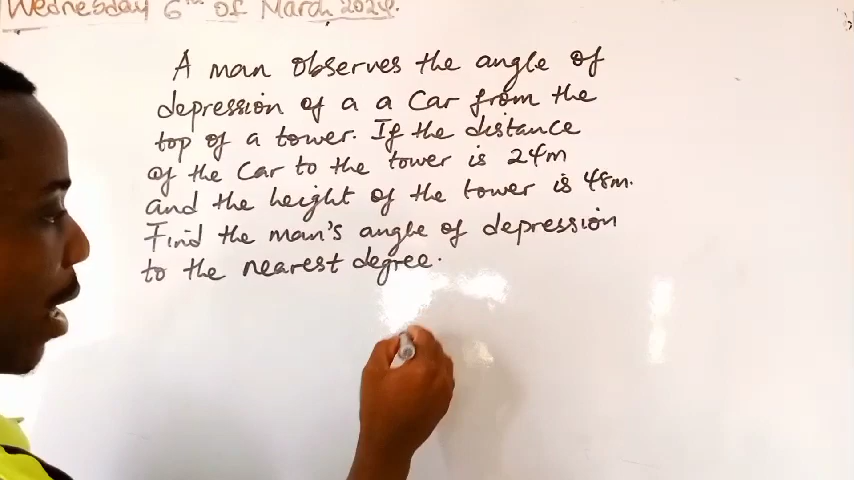 Wednesday 6th of March 2024.
A man observes the angle of
depression of a a Car from the
top of a tower. If the distance
of the Car to the tower is 24m
and the height of the tower is 48m.
Find the man's angle of depression
to the nearest degree.